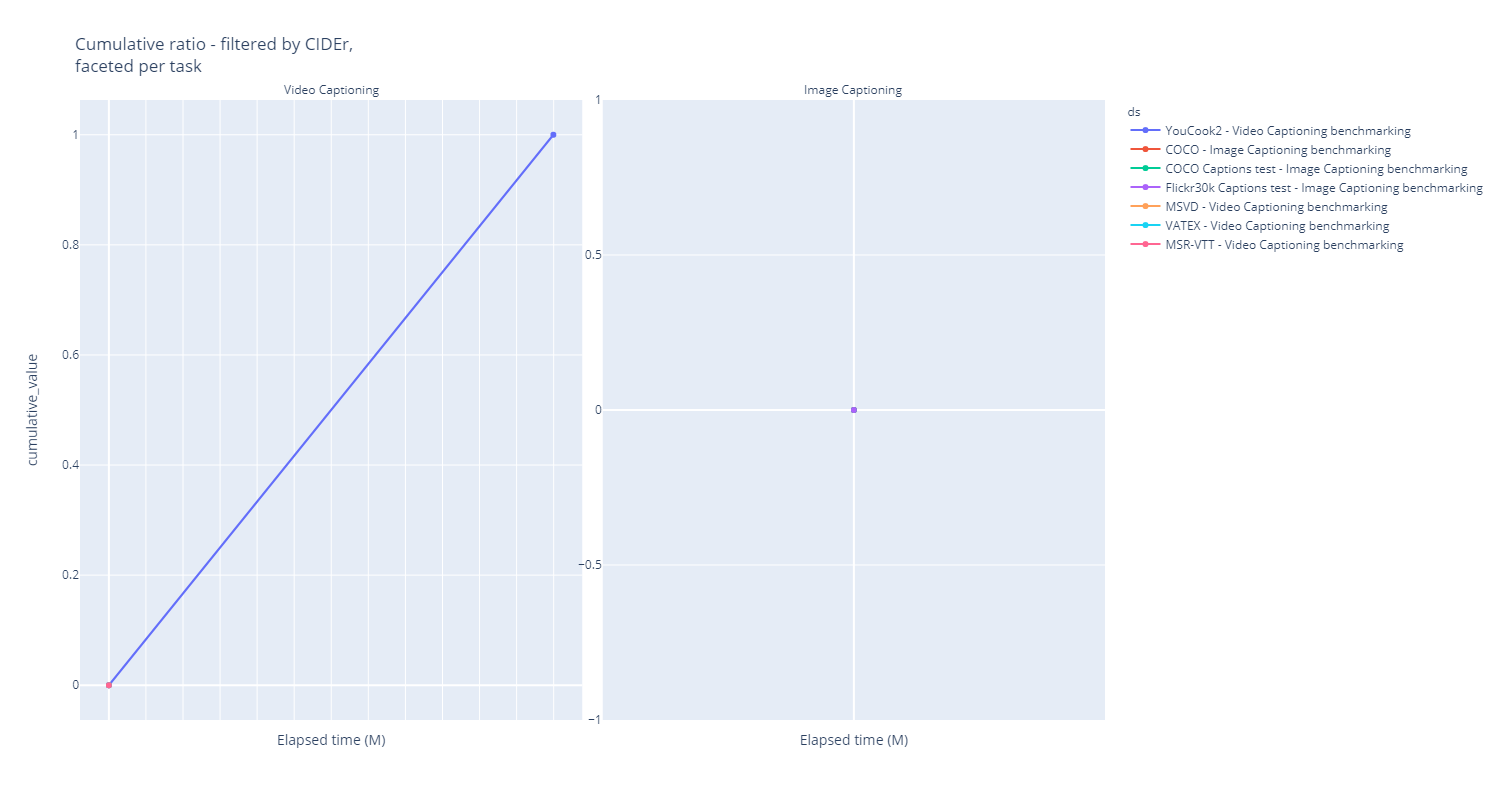 Cumulative ratio - filtered by CIDEr,
faceted per task
Video Captioning
Image Captioning
cumulative_value
1
0.8
0.6
0.4
0.2
0
1
0.5
0
−0.5
−1
Elapsed time (M)
Elapsed time (M)
ds
YouCook2 - Video Captioning benchmarking
COCO - Image Captioning benchmarking
COCO Captions test - Image Captioning benchmarking
Flickr30k Captions test - Image Captioning benchmarking
MSVD - Video Captioning benchmarking
VATEX - Video Captioning benchmarking
MSR-VTT - Video Captioning benchmarking